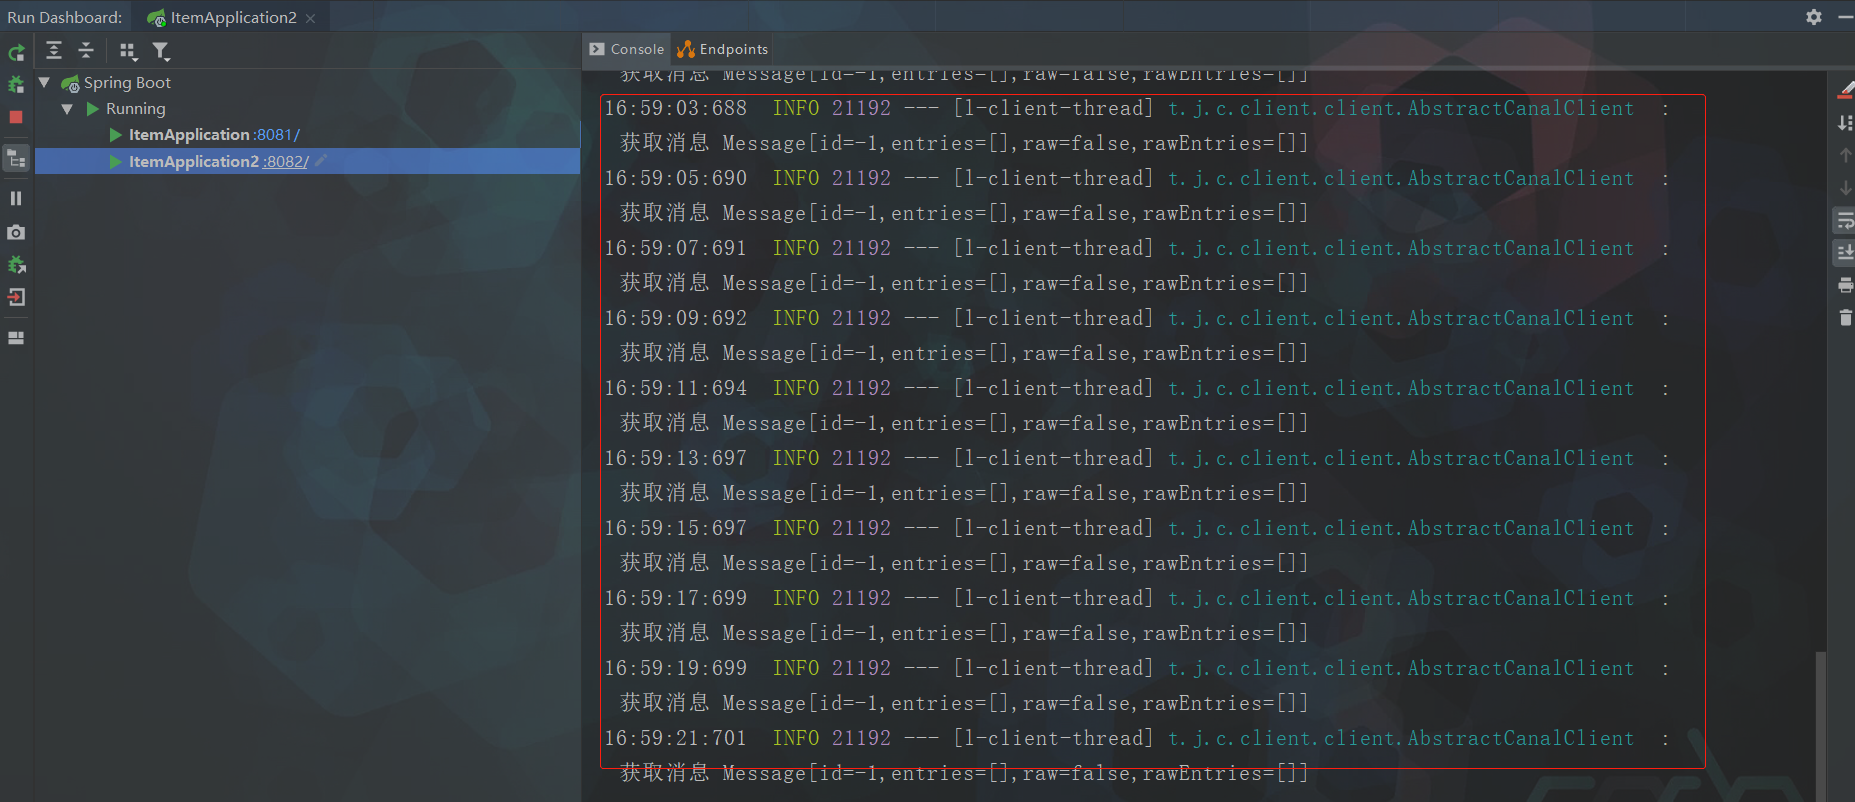 Run Dashboard: ItemApplication2
Console Endpoints
Spring Boot
Running
ItemApplication :8081/
ItemApplication2 :8082/
获取消息 Message[id=-1,entries=[],raw=false,rawEntries=[]]
16:59:03:688 INFO 21192 --- [l-client-thread] t.j.c.client.client.AbstractCanalClient :
获取消息 Message[id=-1,entries=[],raw=false,rawEntries=[]]
16:59:05:690 INFO 21192 --- [l-client-thread] t.j.c.client.client.AbstractCanalClient :
获取消息 Message[id=-1,entries=[],raw=false,rawEntries=[]]
16:59:07:691 INFO 21192 --- [l-client-thread] t.j.c.client.client.AbstractCanalClient :
获取消息 Message[id=-1,entries=[],raw=false,rawEntries=[]]
16:59:09:692 INFO 21192 --- [l-client-thread] t.j.c.client.client.AbstractCanalClient :
获取消息 Message[id=-1,entries=[],raw=false,rawEntries=[]]
16:59:11:694 INFO 21192 --- [l-client-thread] t.j.c.client.client.AbstractCanalClient :
获取消息 Message[id=-1,entries=[],raw=false,rawEntries=[]]
16:59:13:697 INFO 21192 --- [l-client-thread] t.j.c.client.client.AbstractCanalClient :
获取消息 Message[id=-1,entries=[],raw=false,rawEntries=[]]
16:59:15:697 INFO 21192 --- [l-client-thread] t.j.c.client.client.AbstractCanalClient :
获取消息 Message[id=-1,entries=[],raw=false,rawEntries=[]]
16:59:17:699 INFO 21192 --- [l-client-thread] t.j.c.client.client.AbstractCanalClient :
获取消息 Message[id=-1,entries=[],raw=false,rawEntries=[]]
16:59:19:699 INFO 21192 --- [l-client-thread] t.j.c.client.client.AbstractCanalClient :
获取消息 Message[id=-1,entries=[],raw=false,rawEntries=[]]
16:59:21:701 INFO 21192 --- [l-client-thread] t.j.c.client.client.AbstractCanalClient :
获取消息 Message[id=-1,entries=[],raw=false,rawEntries=[]]